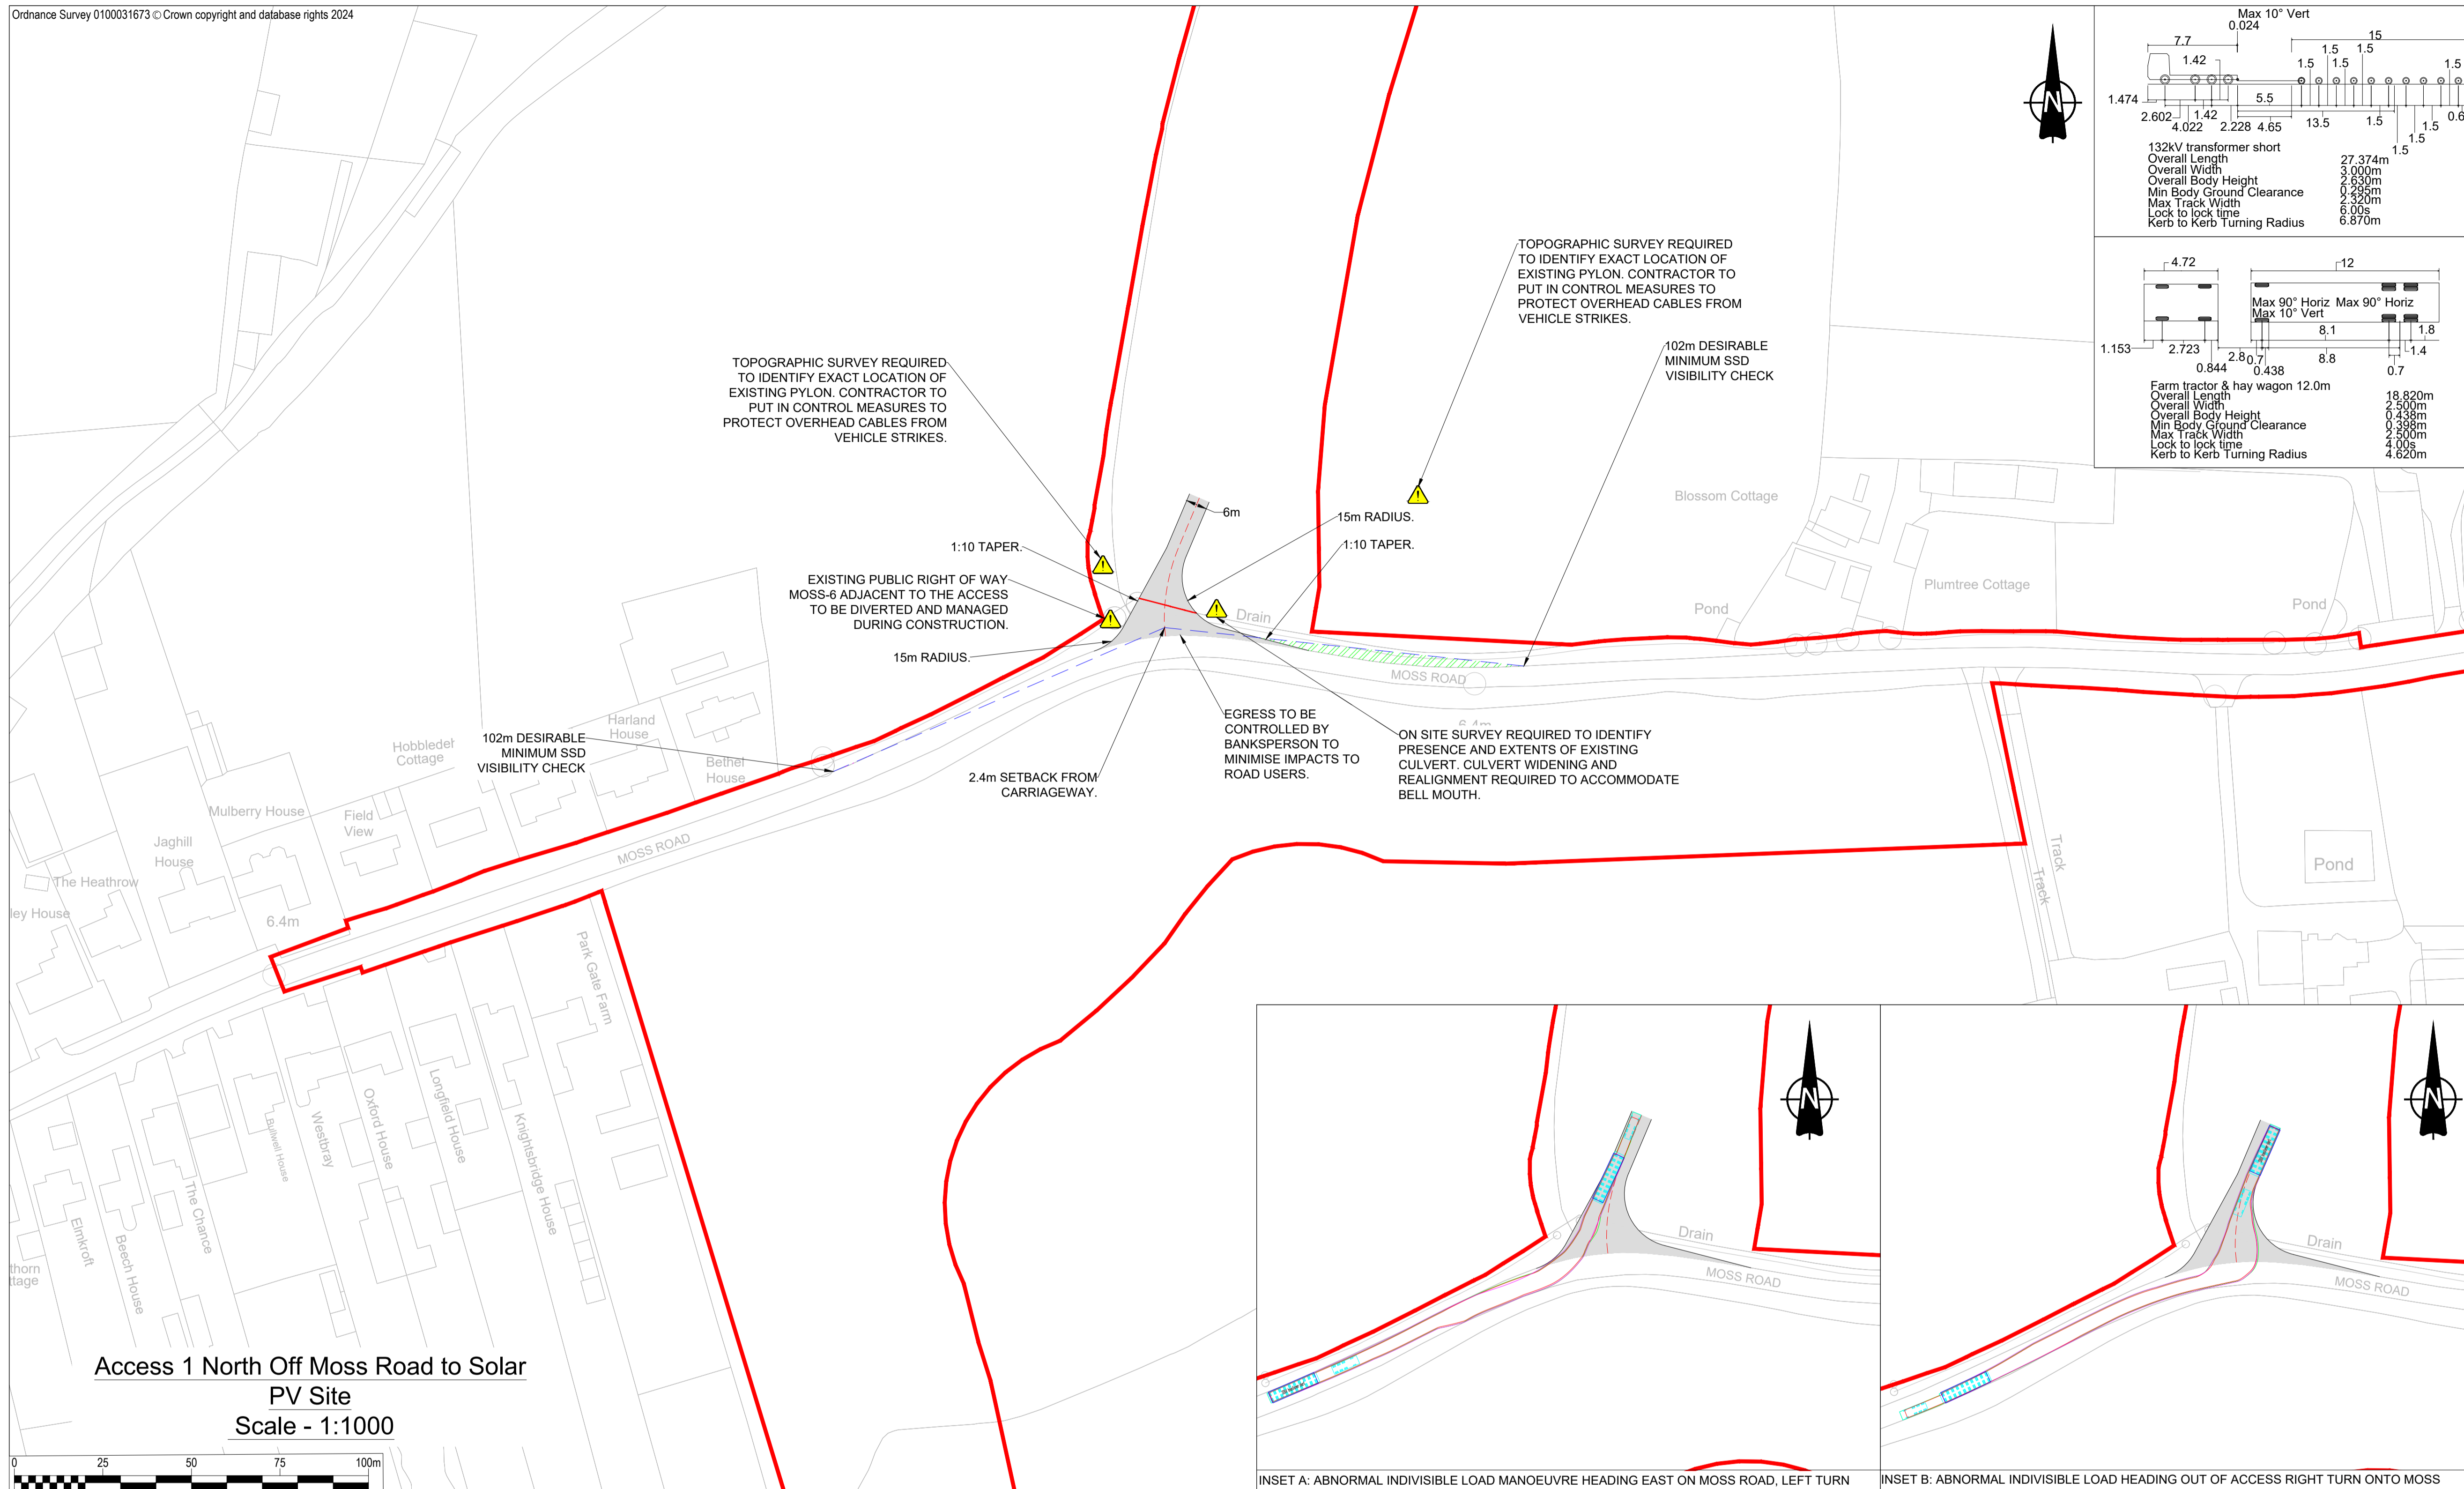 Ordnance Survey 0100031673 © Crown copyright and database rights 2024
N
Max 10° Vert
0.024
7.7
15
1.5
1.5
1.42
1.5
1.5
1.5
1.474
5.5
2.602
1.42
4.022
2.228
4.65
13.5
1.5
1.5
1.5
1.5
132kV transformer short
Overall Length 27.374m
Overall Width 3.000m
Overall Body Height 2.630m
Min Body Ground Clearance 0.295m
Max Track Width 2.320m
Lock to lock time 6.00s
Kerb to Kerb Turning Radius 6.870m
4.72
12
Max 90° Horiz Max 90° Horiz
Max 10° Vert
8.1
1.8
1.153
2.723
2.8
0.7
8.8
1.4
0.844
0.438
0.7
Farm tractor & hay wagon 12.0m
Overall Length 18.820m
Overall Width 2.500m
Overall Body Height 0.438m
Min Body Ground Clearance 0.398m
Max Track Width 2.500m
Lock to lock time 4.00s
Kerb to Kerb Turning Radius 4.620m
TOPOGRAPHIC SURVEY REQUIRED
TO IDENTIFY EXACT LOCATION OF
EXISTING PYLON. CONTRACTOR TO
PUT IN CONTROL MEASURES TO
PROTECT OVERHEAD CABLES FROM
VEHICLE STRIKES.
102m DESIRABLE
MINIMUM SSD
VISIBILITY CHECK
TOPOGRAPHIC SURVEY REQUIRED
TO IDENTIFY EXACT LOCATION OF
EXISTING PYLON. CONTRACTOR TO
PUT IN CONTROL MEASURES TO
PROTECT OVERHEAD CABLES FROM
VEHICLE STRIKES.
6m
15m RADIUS.
1:10 TAPER.
1:10 TAPER.
EXISTING PUBLIC RIGHT OF WAY
MOSS-6 ADJACENT TO THE ACCESS
TO BE DIVERTED AND MANAGED
DURING CONSTRUCTION.
15m RADIUS.
Drain
Blossom Cottage
Plumtree Cottage
Pond
Pond
MOSS ROAD
6.4m
EGRESS TO BE
CONTROLLED BY
BANKSPERSON TO
MINIMISE IMPACTS TO
ROAD USERS.
ON SITE SURVEY REQUIRED TO IDENTIFY
PRESENCE AND EXTENTS OF EXISTING
CULVERT. CULVERT WIDENING AND
REALIGNMENT REQUIRED TO ACCOMMODATE
BELL MOUTH.
2.4m SETBACK FROM
CARRIAGEWAY.
102m DESIRABLE
MINIMUM SSD
VISIBILITY CHECK
Harland
House
Hobbledeh
Cottage
Bethel
House
Mulberry House
Field
View
Jaghill
House
The Heathrow
ley House
6.4m
MOSS ROAD
Track
Track
Pond
Park Gate Farm
Knightsbridge House
Longfield House
Oxford House
Westbray
Bullwell House
The Chance
Beech House
Elmkroft
thorn
ttage
Access 1 North Off Moss Road to Solar
PV Site
Scale - 1:1000
0 25 50 75 100m
N
Drain
MOSS ROAD
INSET A: ABNORMAL INDIVISIBLE LOAD MANOEUVRE HEADING EAST ON MOSS ROAD, LEFT TURN
N
Drain
MOSS ROAD
INSET B: ABNORMAL INDIVISIBLE LOAD HEADING OUT OF ACCESS RIGHT TURN ONTO MOSS